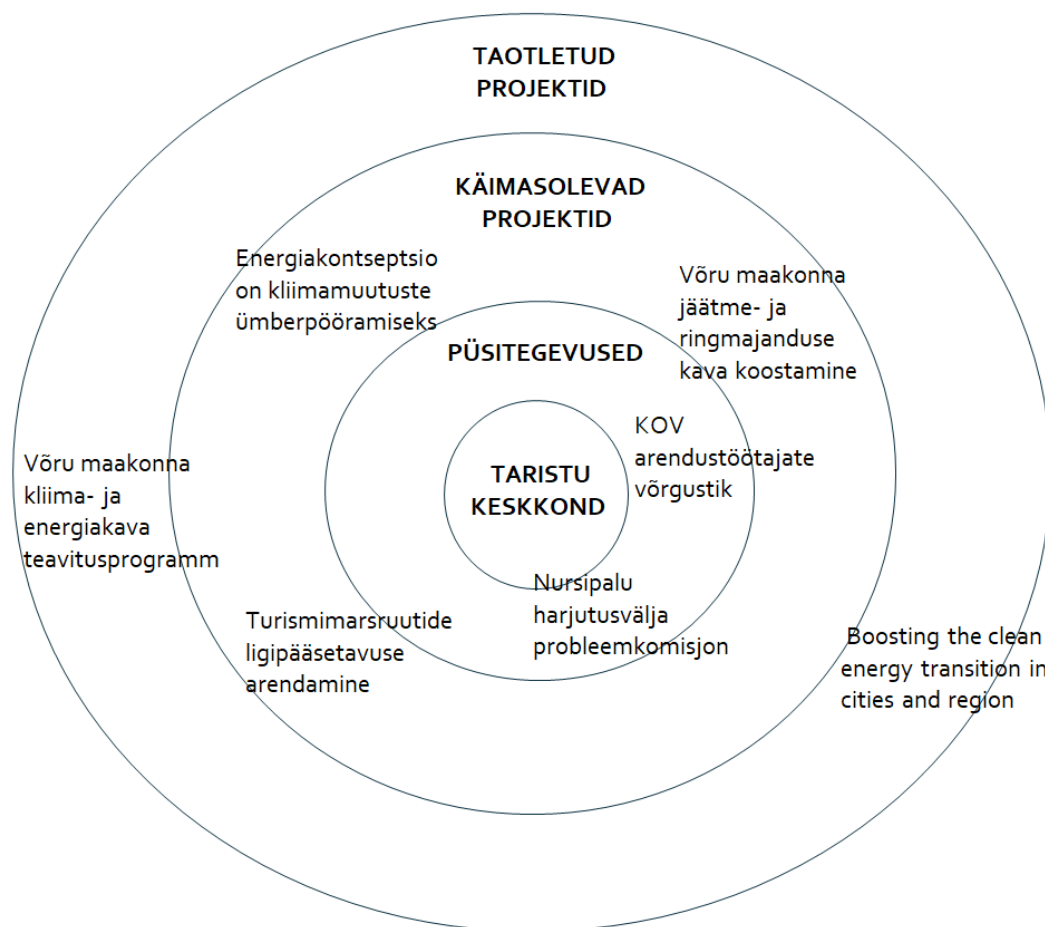 TAOTLETUD
PROJEKTID
KÄIMASOLEVAD
PROJEKTID
Energiakontseptsio
on kliimamuutuste
ümberpööramiseks
Võru maakonna
jäätme- ja
ringmajanduse
kava koostamine
PÜSITEGEVUSED
KOV
arendustöötajate
võrgustik
TARISTU
KESKKOND
Võru maakonna
kliima- ja
energiakava
teavitusprogramm
Nursipalu
harjutusvälja
probleemkomisjon
Turismimarsruutide
ligipääsetavuse
arendamine
Boosting the clean
energy transition in
cities and region